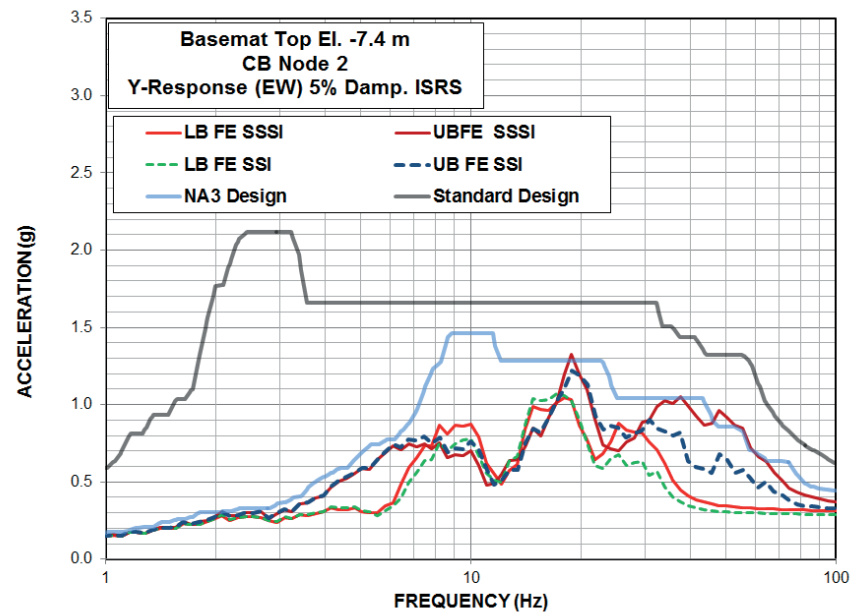 Basemat Top El. -7.4 m
CB Node 2
Y-Response (EW) 5% Damp. ISRS
LB FE SSSI
UBFE SSSI
LB FE SSI
UB FE SSI
NA3 Design
Standard Design
ACCELERATION (g)
3.5
3.0
2.5
2.0
1.5
1.0
0.5
0.0
1
10
100
FREQUENCY (Hz)